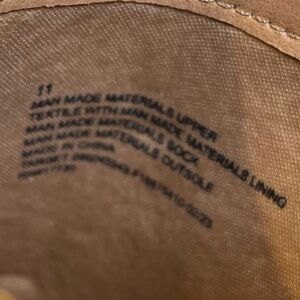 11
MAN MADE MATERIALS UPPER
TEXTILE WITH MAN MADE MATERIALS LINING
MAN MADE MATERIALS SOCK
MAN MADE MATERIALS OUTSOLE
MADE IN CHINA
TARGET